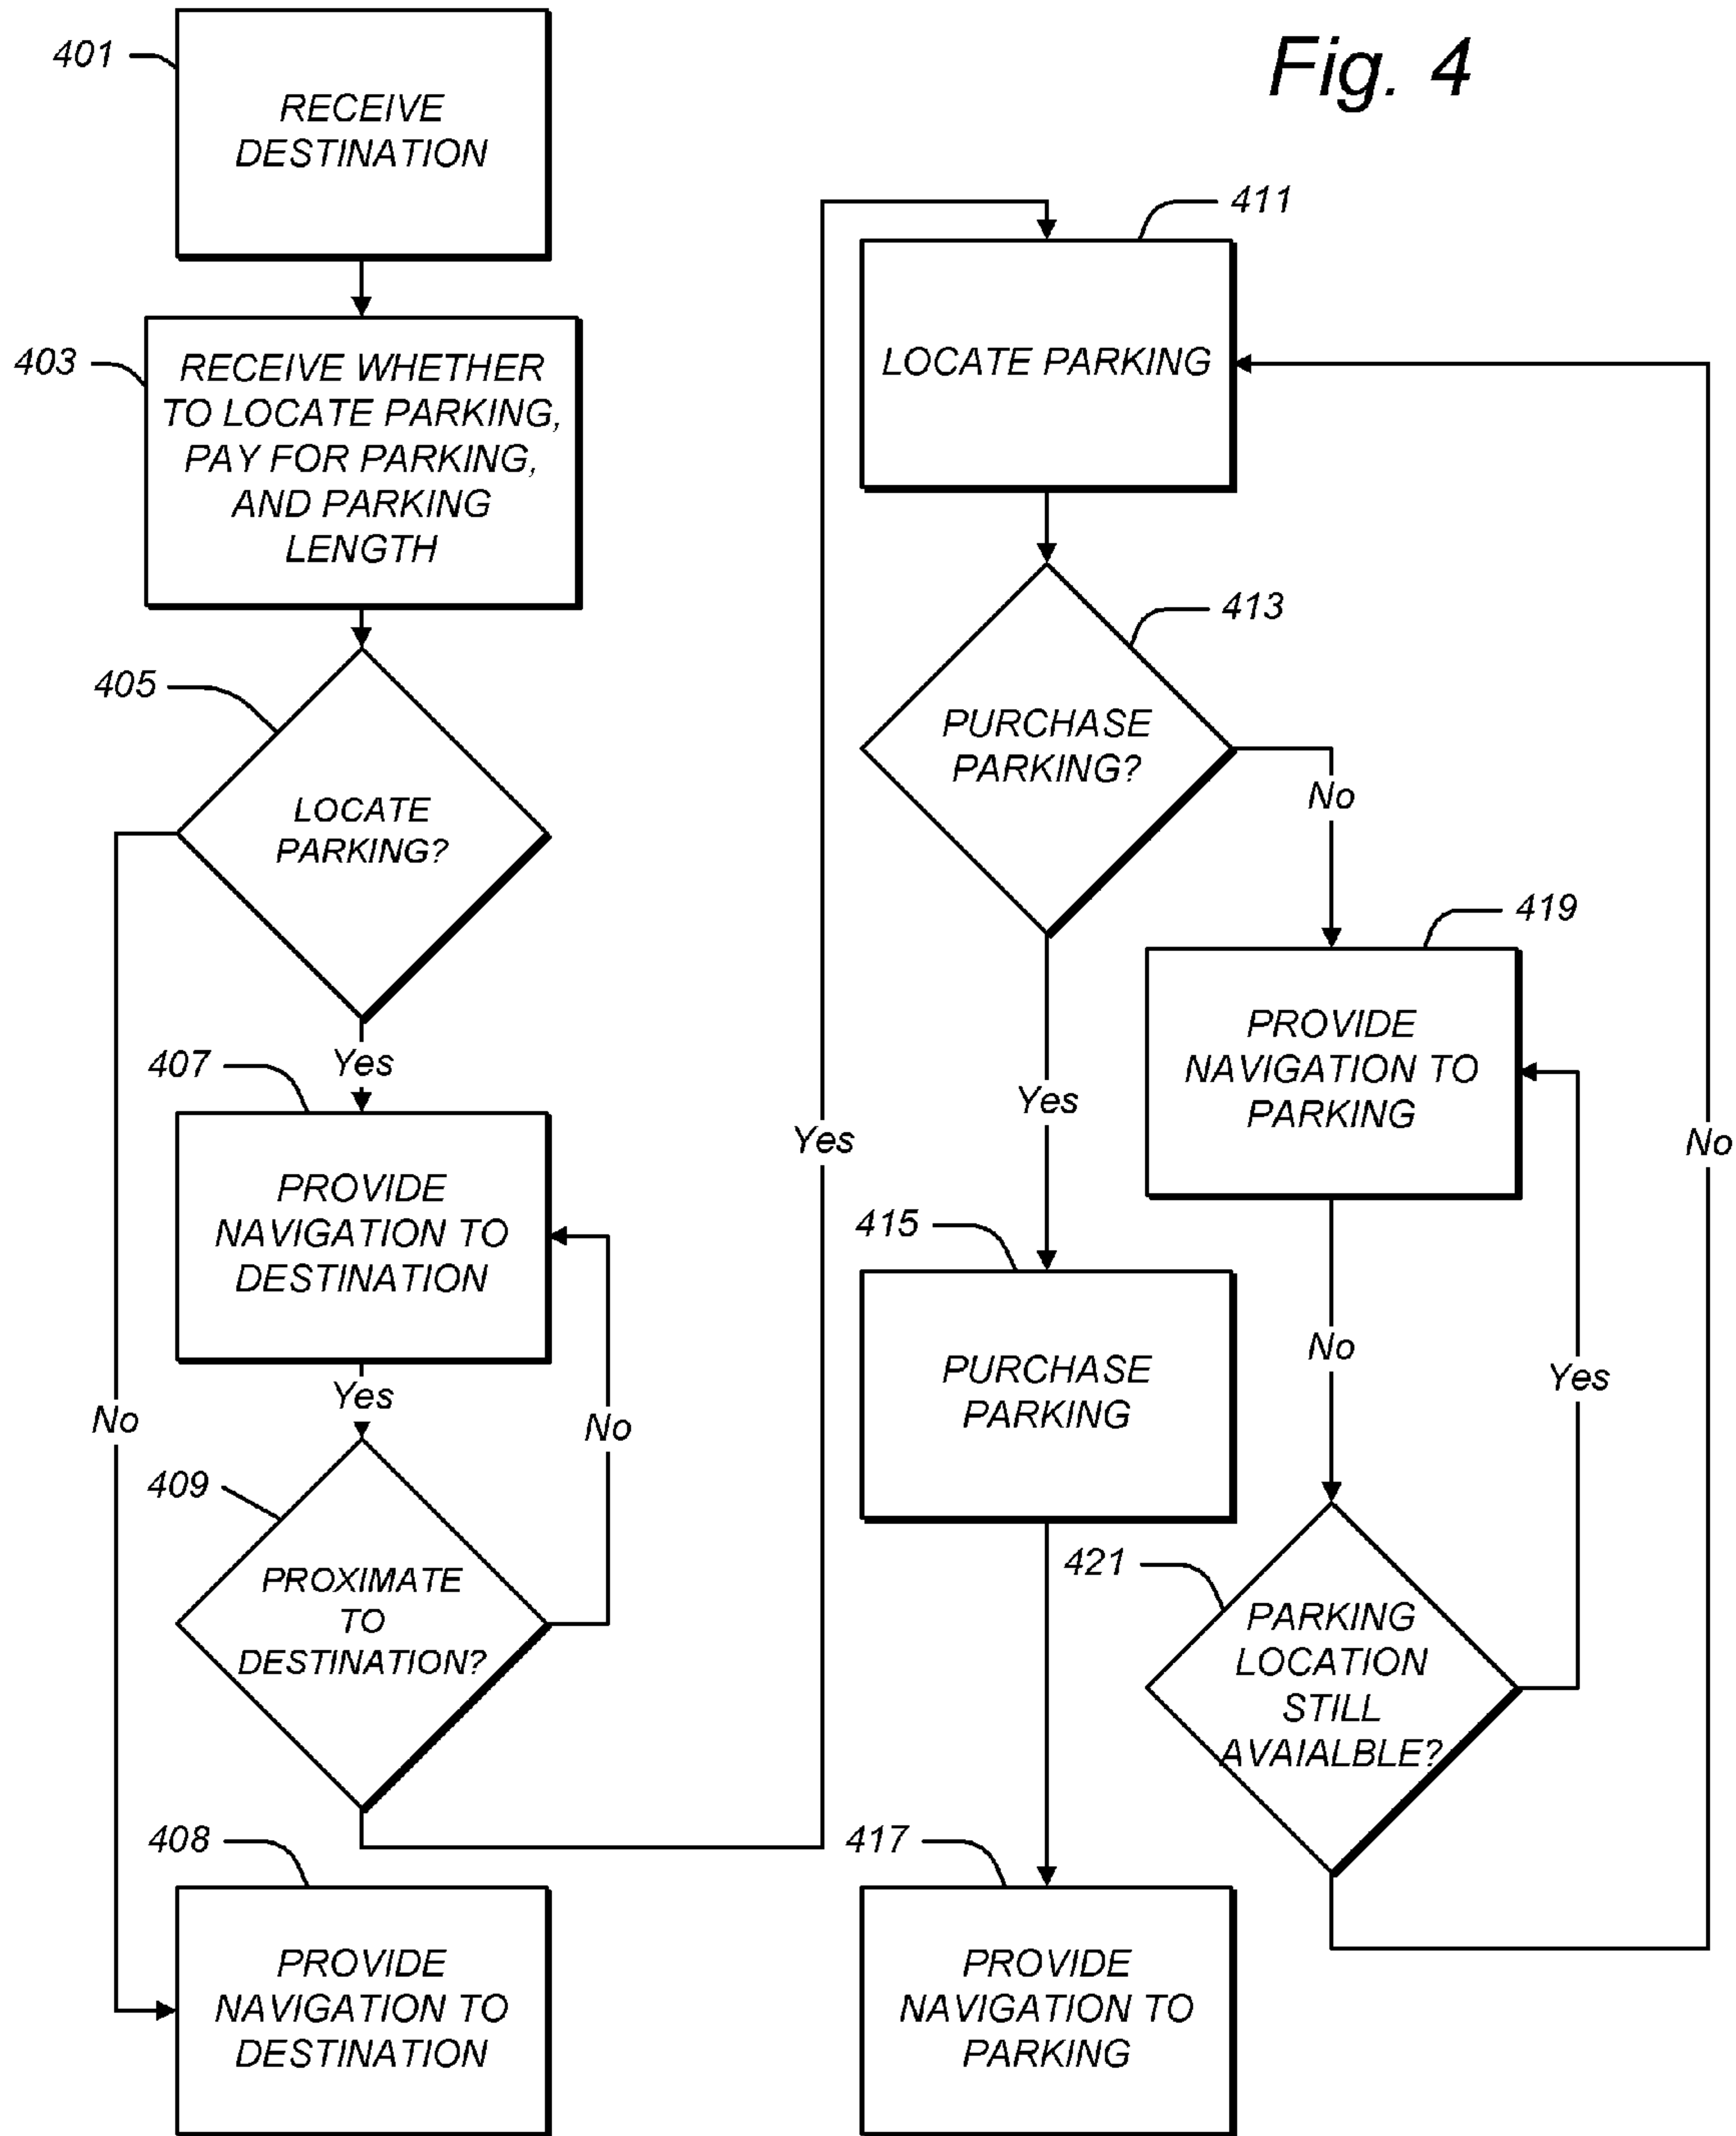 Fig. 4
401
RECEIVE
DESTINATION
403
RECEIVE WHETHER
TO LOCATE PARKING,
PAY FOR PARKING,
AND PARKING
LENGTH
405
LOCATE
PARKING?
Yes
No
407
PROVIDE
NAVIGATION TO
DESTINATION
Yes
No
409
PROXIMATE
TO
DESTINATION?
Yes
408
PROVIDE
NAVIGATION TO
DESTINATION
411
LOCATE PARKING
413
PURCHASE
PARKING?
No
Yes
415
PURCHASE
PARKING
417
PROVIDE
NAVIGATION TO
PARKING
419
PROVIDE
NAVIGATION TO
PARKING
No
Yes
No
421
PARKING
LOCATION
STILL
AVAIALBLE?